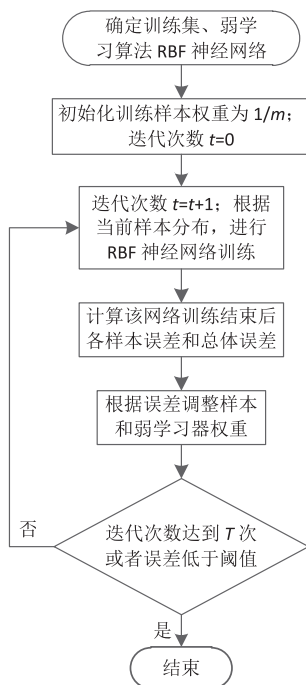 确定训练集、弱学
习算法 RBF 神经网络
初始化训练样本权重为 1/m；
迭代次数 t=0
迭代次数 t=t+1；根据
当前样本分布，进行
RBF 神经网络训练
计算该网络训练结束后
各样本误差和总体误差
根据误差调整样本
和弱学习器权重
否
迭代次数达到 T 次
或者误差低于阈值
是
结束